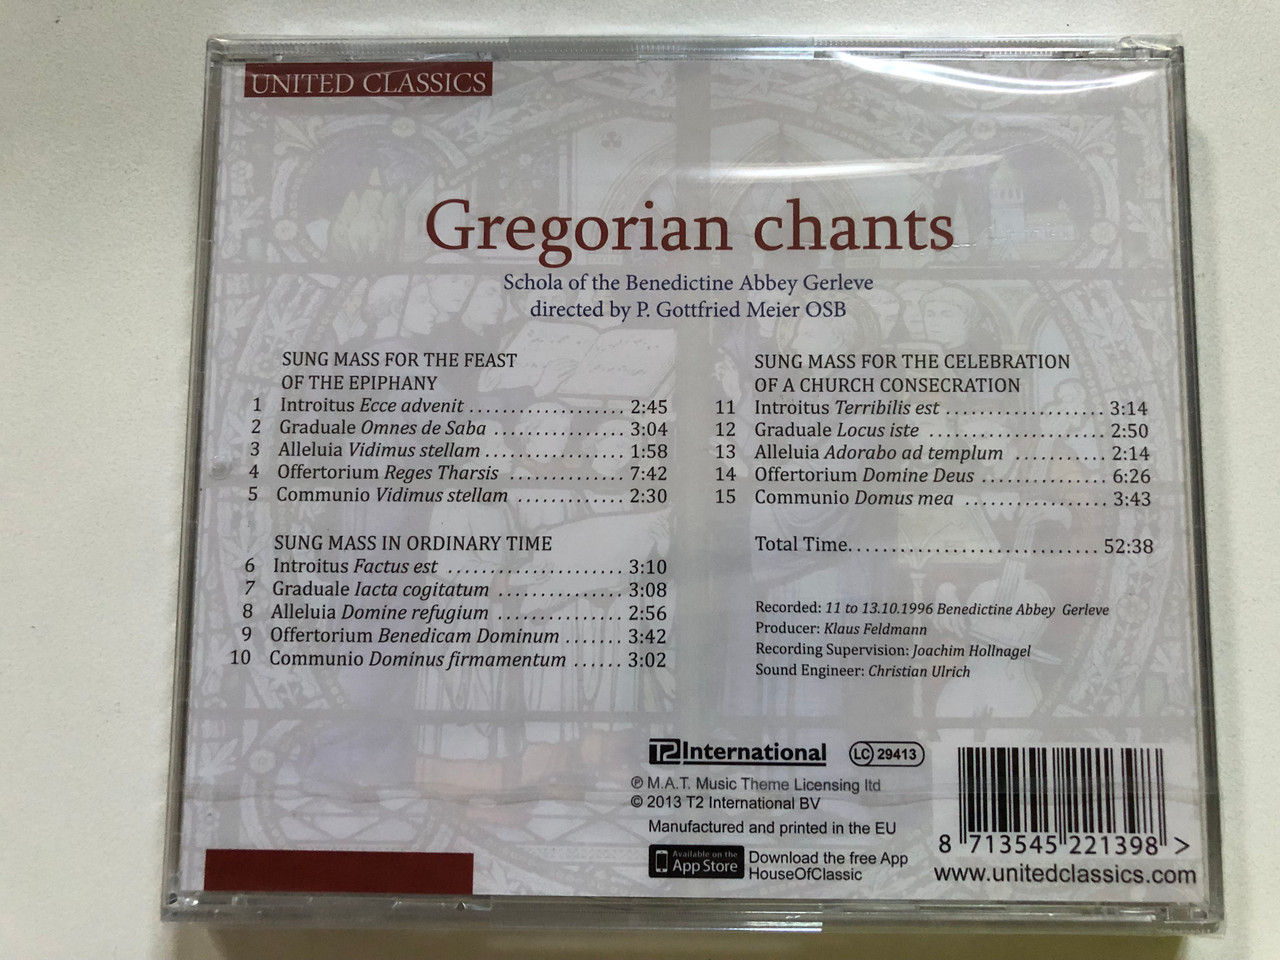 UNITED CLASSICS
Gregorian chants
Schola of the Benedictine Abbey Gerleve
directed by P. Gottfried Meier OSB
SUNG MASS FOR THE FEAST
OF THE EPIPHANY
1 Introitus Ecce advenit ................... 2:45
2 Graduale Omnes de Saba ................ 3:04
3 Alleluia Vidimus stellam ................. 1:58
4 Offertorium Reges Tharsis .............. 7:42
5 Communio Vidimus stellam ............. 2:30
SUNG MASS IN ORDINARY TIME
6 Introitus Factus est ..................... 3:10
7 Graduale Iacta cogitatum ............... 3:08
8 Alleluia Domine refugium ................ 2:56
9 Offertorium Benedicam Dominum ....... 3:42
10 Communio Dominus firmamentum ...... 3:02
SUNG MASS FOR THE CELEBRATION
OF A CHURCH CONSECRATION
11 Introitus Terribilis est ................... 3:14
12 Graduale Locus iste ..................... 2:50
13 Alleluia Adorabo ad templum ........... 2:14
14 Offertorium Domine Deus ............... 6:26
15 Communio Domus mea ................. 3:43
Total Time............................. 52:38
Recorded: 11 to 13.10.1996 Benedictine Abbey Gerleve
Producer: Klaus Feldmann
Recording Supervision: Joachim Hollnagel
Sound Engineer: Christian Ulrich
T2 International LC 29413
℗ M.A.T. Music Theme Licensing ltd
© 2013 T2 International BV
Manufactured and printed in the EU
Available on the
App Store
Download the free App
HouseOfClassic
8 713545 221398 >
www.unitedclassics.com